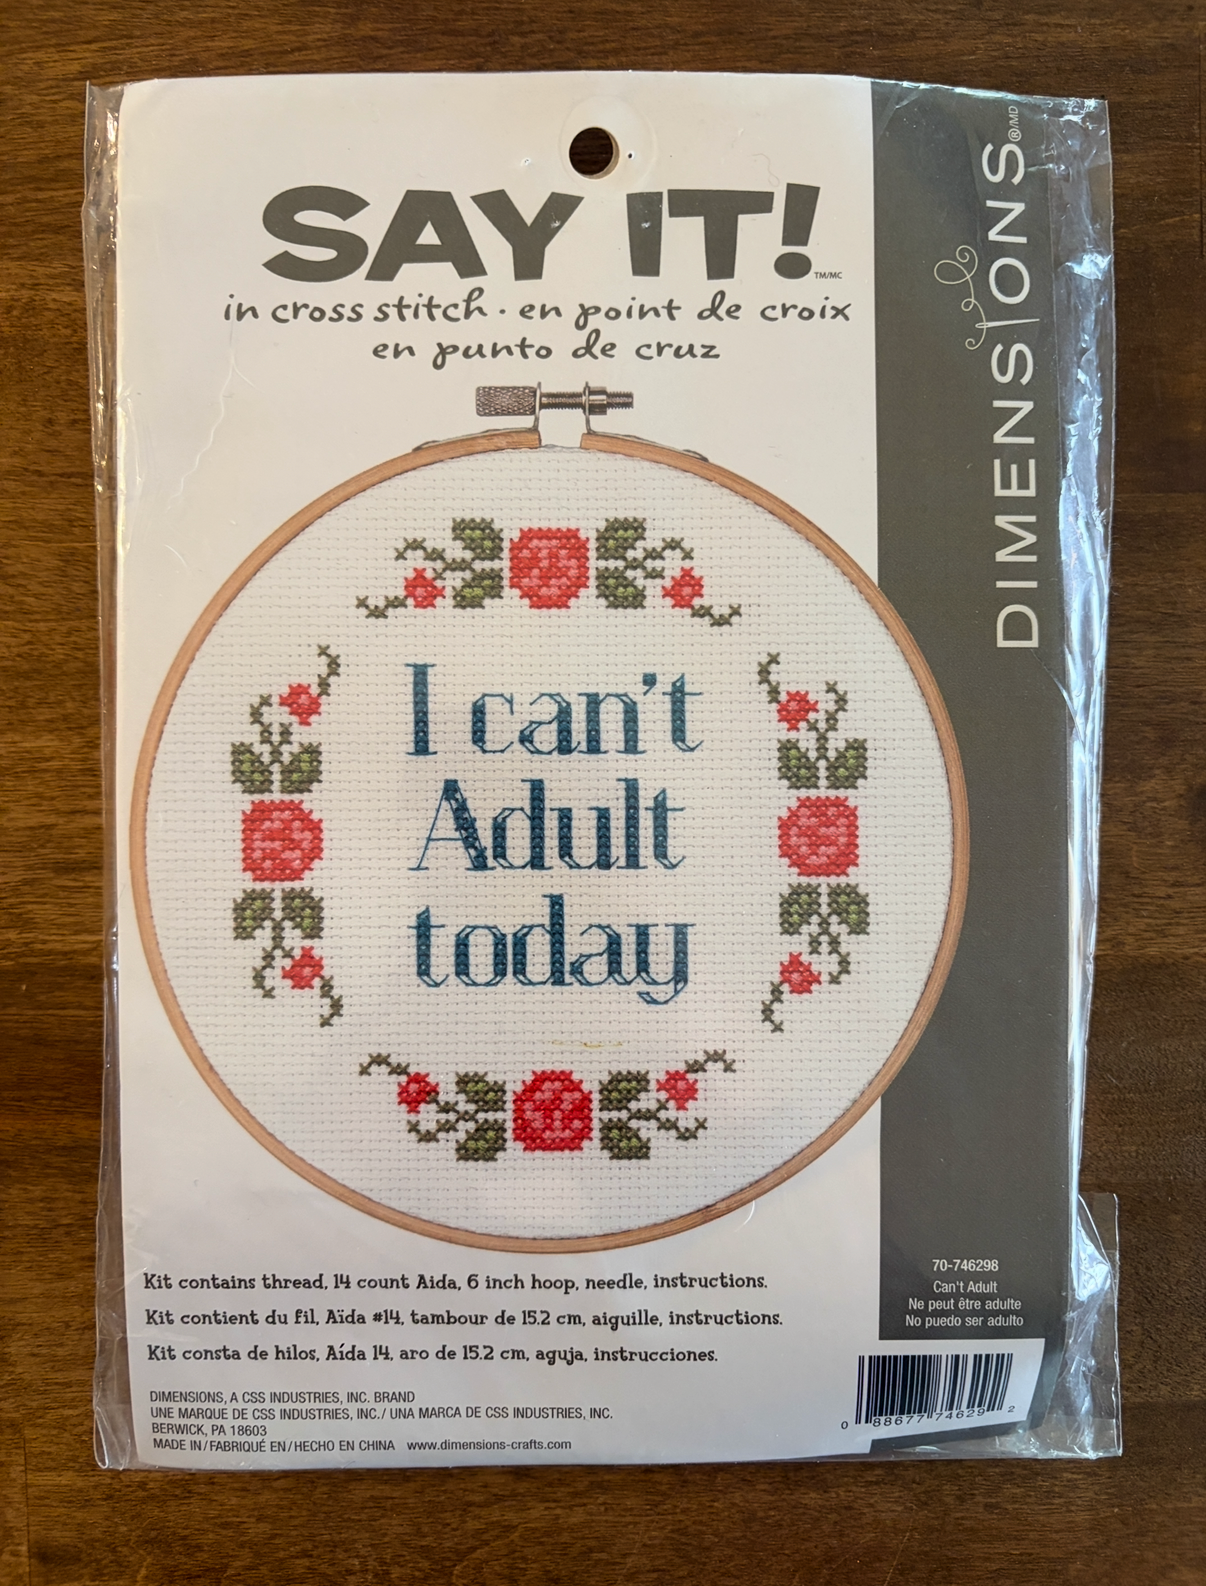 SAY IT!
TM/MC
in cross stitch · en point de croix
en punto de cruz
DIMENSIONS®/MD
I can't
Adult
today
Kit contains thread, 14 count Aida, 6 inch hoop, needle, instructions.
Kit contient du fil, Aïda #14, tambour de 15.2 cm, aiguille, instructions.
Kit consta de hilos, Aída 14, aro de 15.2 cm, aguja, instrucciones.
DIMENSIONS, A CSS INDUSTRIES, INC. BRAND
UNE MARQUE DE CSS INDUSTRIES, INC./ UNA MARCA DE CSS INDUSTRIES, INC.
BERWICK, PA 18603
MADE IN/FABRIQUÉ EN/HECHO EN CHINA www.dimensions-crafts.com
70-746298
Can't Adult
Ne peut être adulte
No puedo ser adulto
0 88677 74629 2